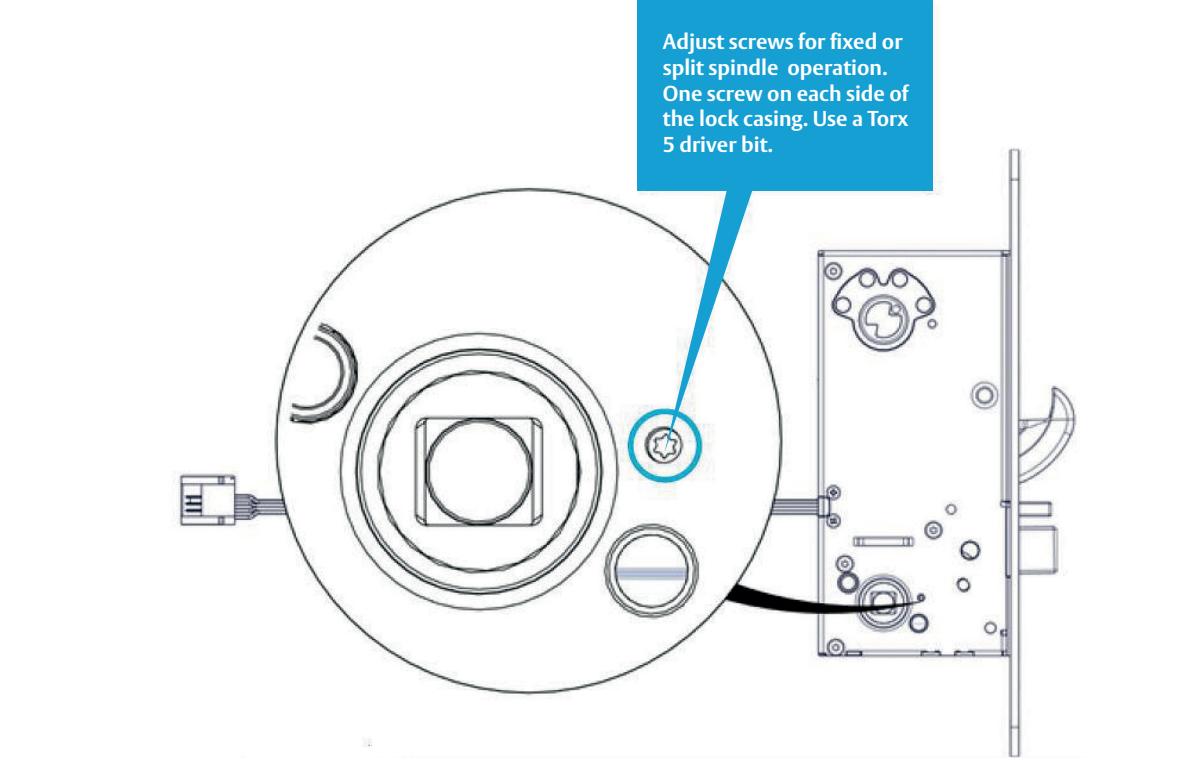 Adjust screws for fixed or
split spindle operation.
One screw on each side of
the lock casing. Use a Torx
5 driver bit.